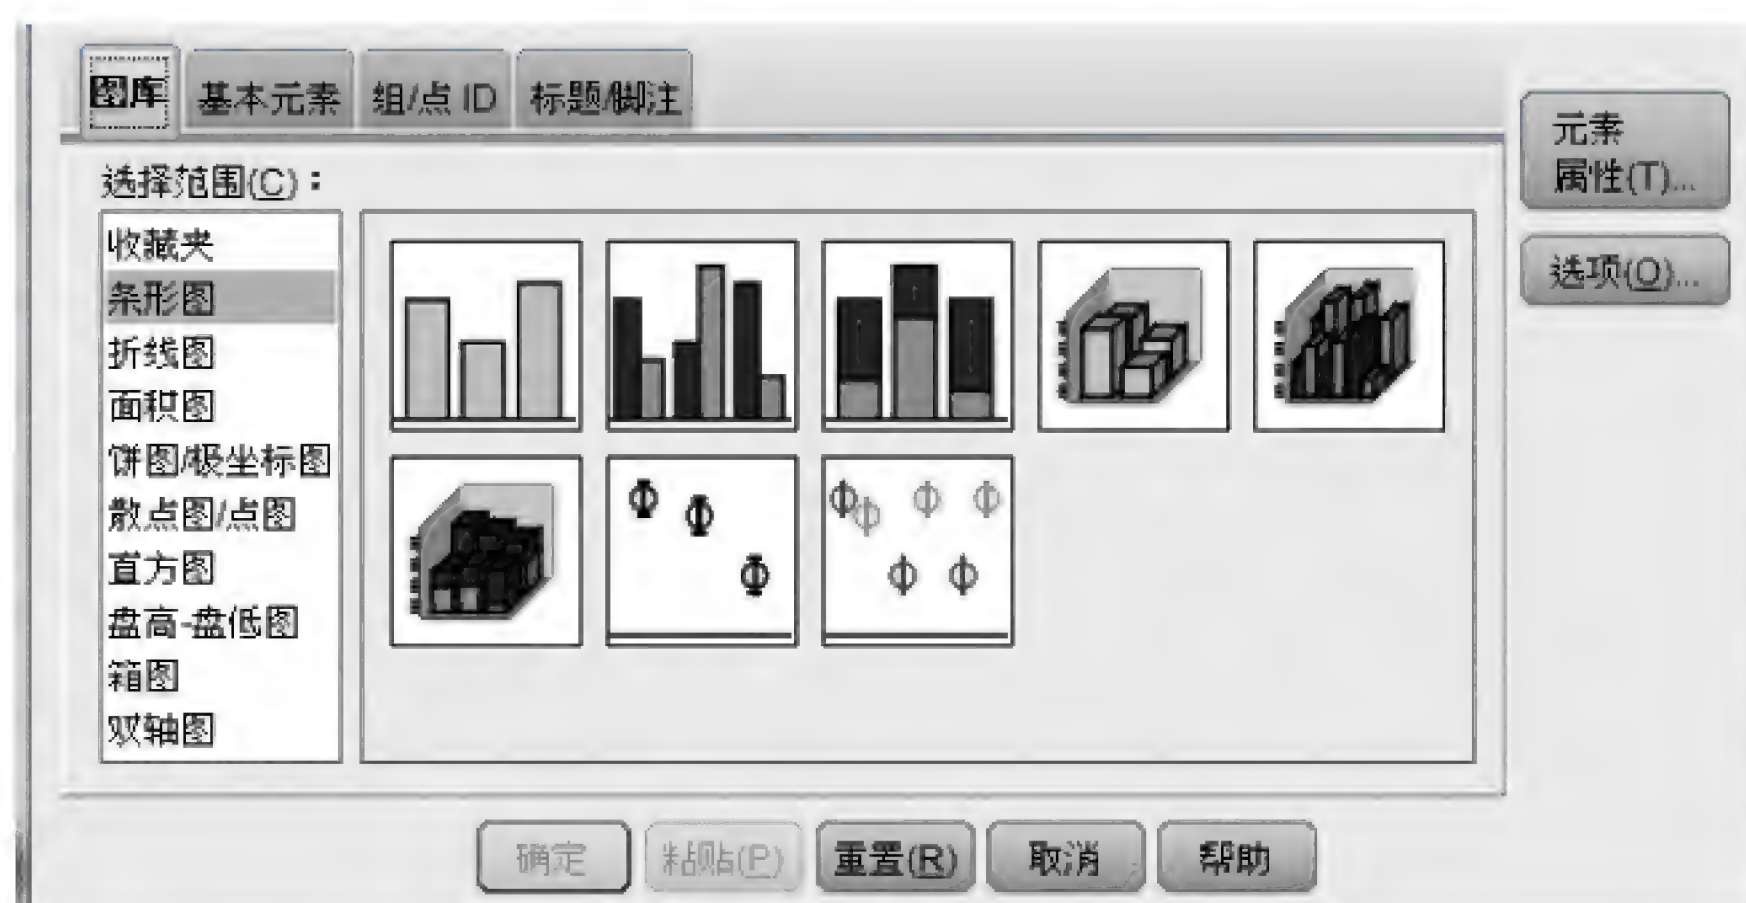 图库 基本元素 组/点 ID 标题/脚注
元素
属性(T)...
选择范围(C)：
选项(O)...
收藏夹
条形图
折线图
面积图
饼图/极坐标图
散点图/点图
直方图
盘高-盘低图
箱图
双轴图
确定 粘贴(P) 重置(R) 取消 帮助